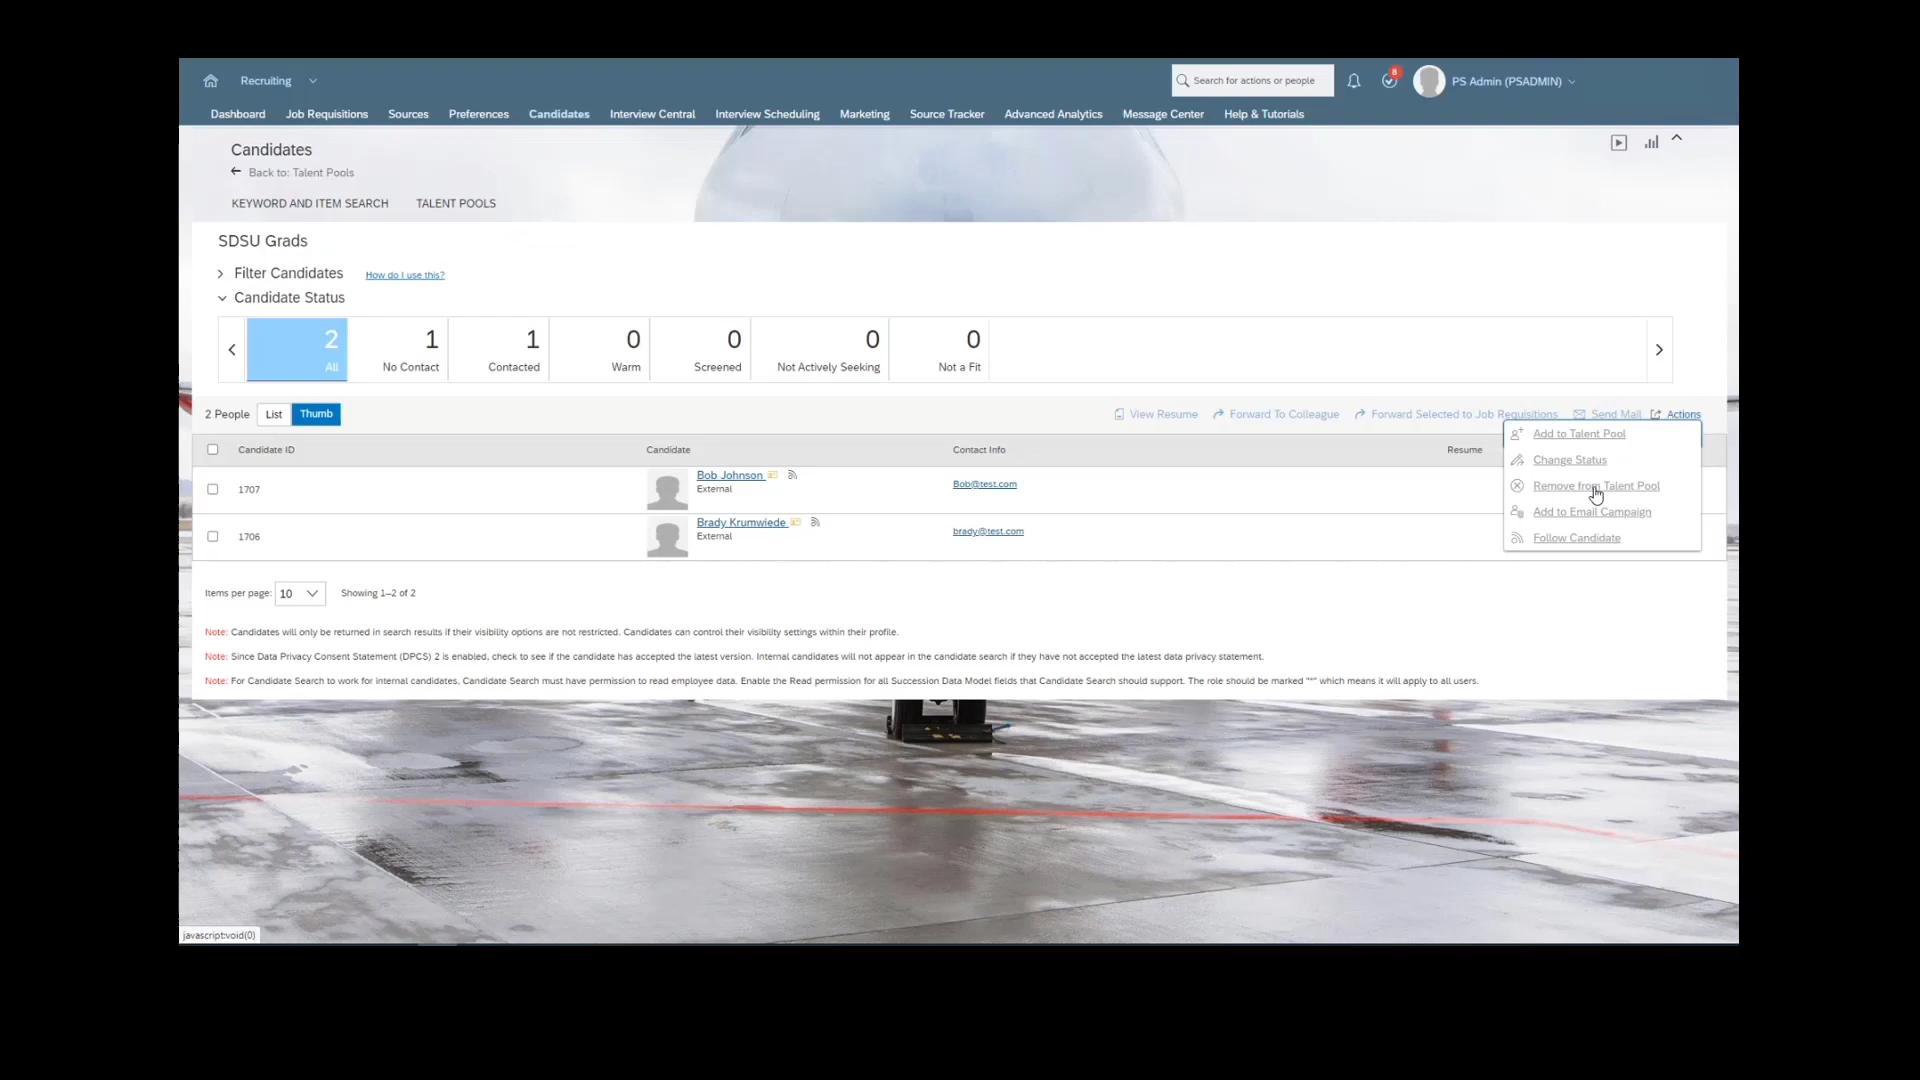 Recruiting
Search for actions or people
8
PS Admin (PSADMIN)
Dashboard Job Requisitions Sources Preferences Candidates Interview Central Interview Scheduling Marketing Source Tracker Advanced Analytics Message Center Help & Tutorials
Candidates
Back to: Talent Pools
KEYWORD AND ITEM SEARCH TALENT POOLS
SDSU Grads
Filter Candidates How do I use this?
Candidate Status
2 1 1 0 0 0 0
All No Contact Contacted Warm Screened Not Actively Seeking Not a Fit
2 People List Thumb View Resume Forward To Colleague Forward Selected to Job Requisitions Send Mail Actions
Add to Talent Pool
Change Status
Remove from Talent Pool
Add to Email Campaign
Follow Candidate
Candidate ID Candidate Contact Info Resume
1707 Bob Johnson Bob@test.com
External
1706 Brady Krumwiede brady@test.com
External
Items per page: 10 Showing 1–2 of 2
Note: Candidates will only be returned in search results if their visibility options are not restricted. Candidates can control their visibility settings within their profile.
Note: Since Data Privacy Consent Statement (DPCS) 2 is enabled, check to see if the candidate has accepted the latest version. Internal candidates will not appear in the candidate search if they have not accepted the latest data privacy statement.
Note: For Candidate Search to work for internal candidates, Candidate Search must have permission to read employee data. Enable the Read permission for all Succession Data Model fields that Candidate Search should support. The role should be marked "*" which means it will apply to all users.
javascript:void(0)